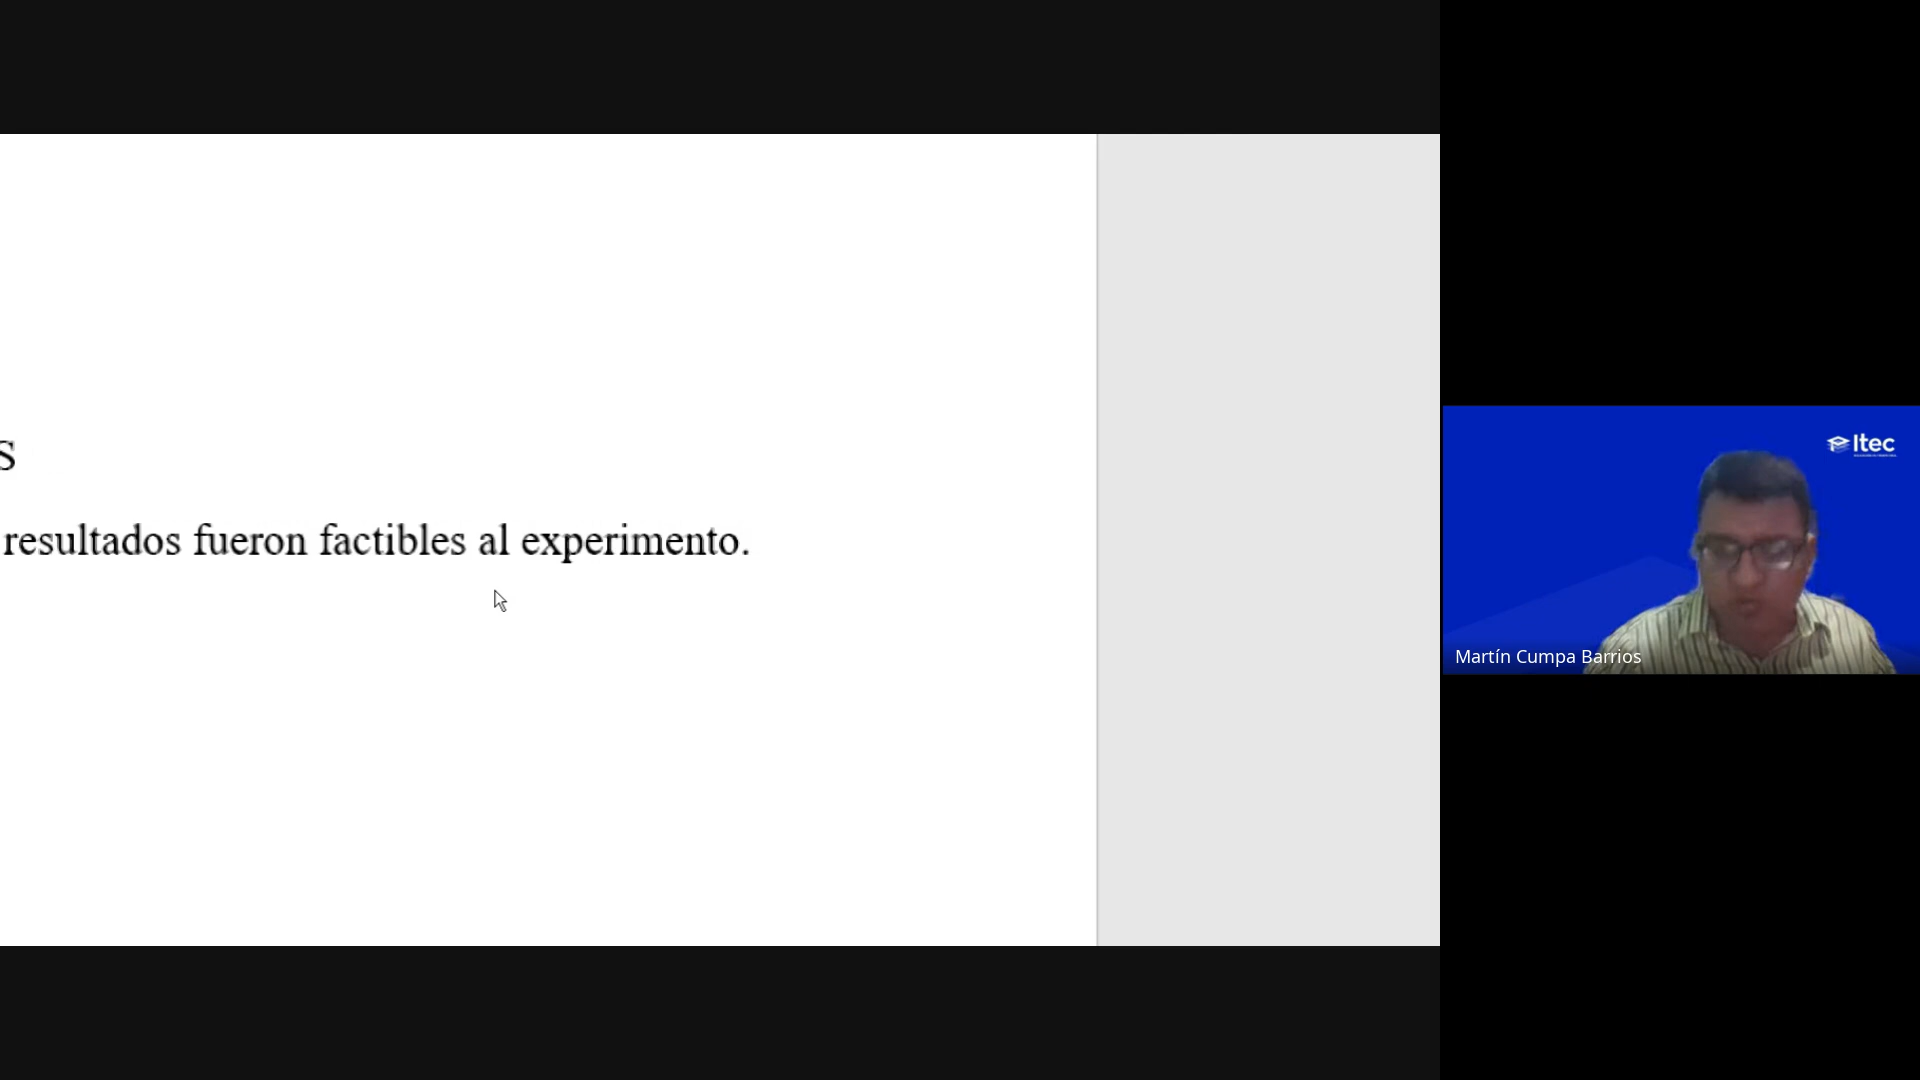 S
resultados fueron factibles al experimento.
Itec
Martín Cumpa Barrios